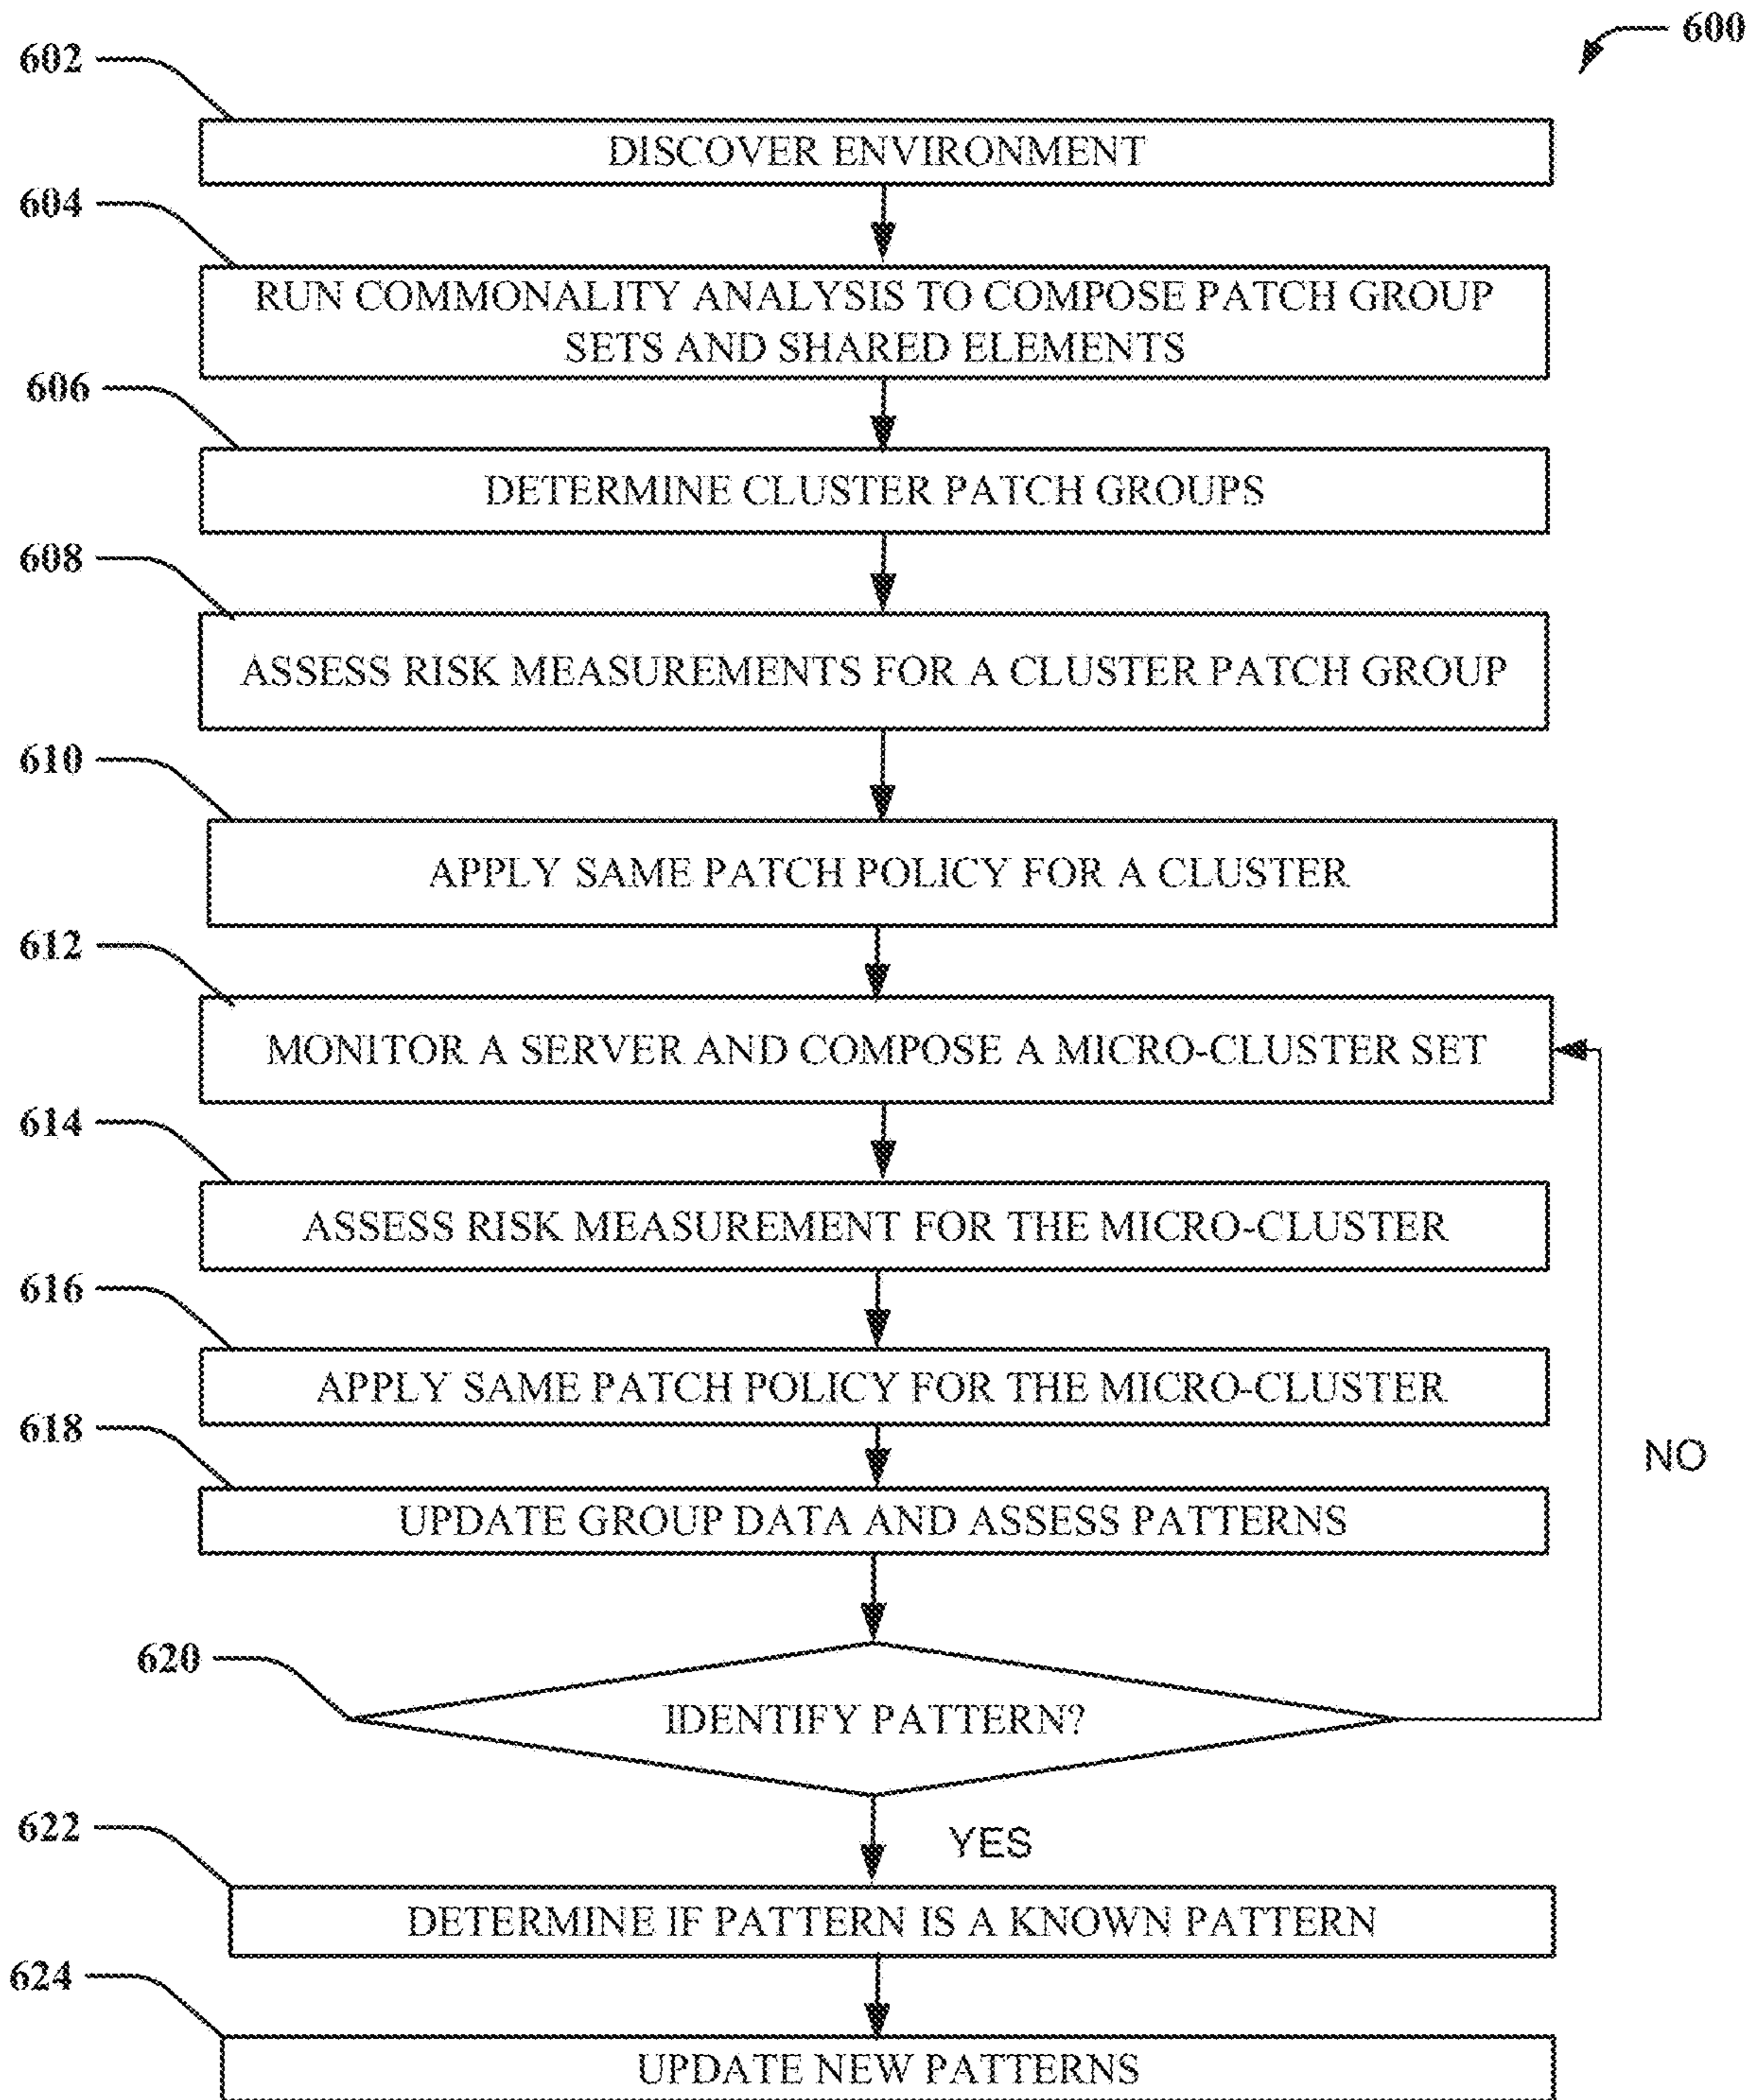 600
602
DISCOVER ENVIRONMENT
604
RUN COMMONALITY ANALYSIS TO COMPOSE PATCH GROUP
SETS AND SHARED ELEMENTS
606
DETERMINE CLUSTER PATCH GROUPS
608
ASSESS RISK MEASUREMENTS FOR A CLUSTER PATCH GROUP
610
APPLY SAME PATCH POLICY FOR A CLUSTER
612
MONITOR A SERVER AND COMPOSE A MICRO-CLUSTER SET
614
ASSESS RISK MEASUREMENT FOR THE MICRO-CLUSTER
616
APPLY SAME PATCH POLICY FOR THE MICRO-CLUSTER
618
NO
UPDATE GROUP DATA AND ASSESS PATTERNS
620
IDENTIFY PATTERN?
622
YES
DETERMINE IF PATTERN IS A KNOWN PATTERN
624
UPDATE NEW PATTERNS